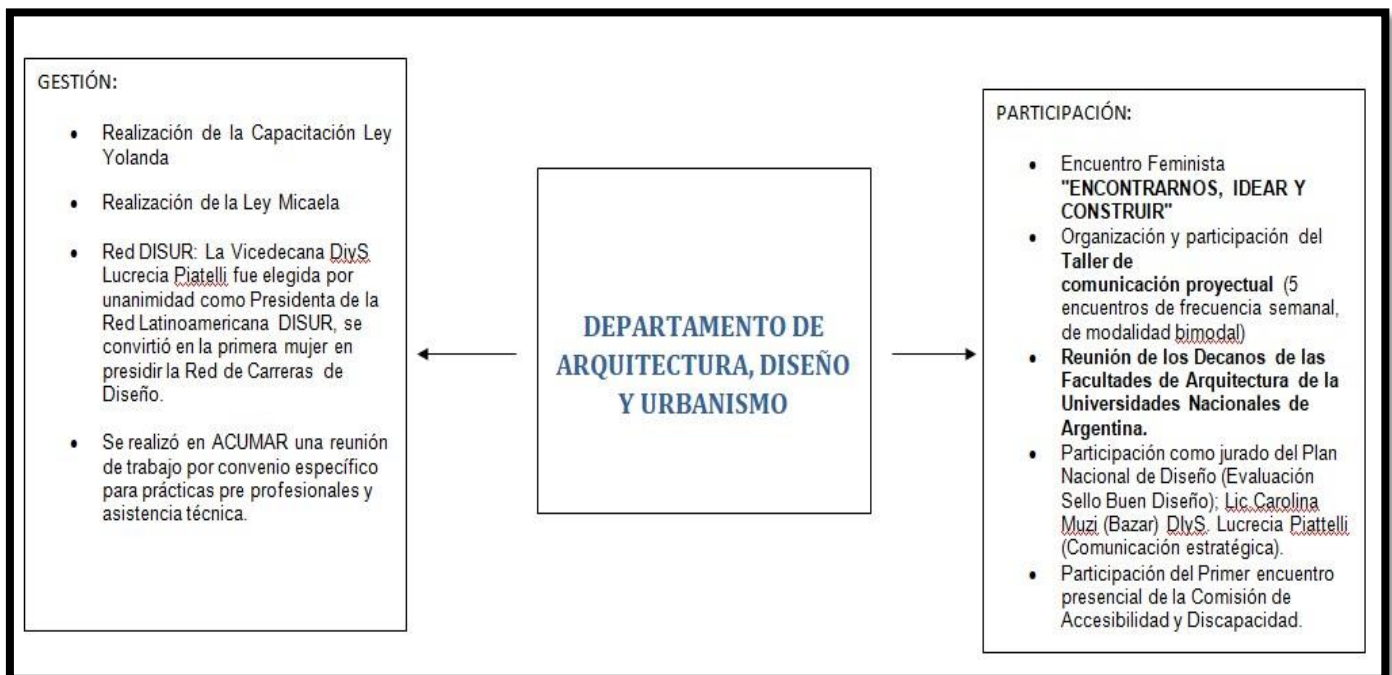 GESTIÓN:
• Realización de la Capacitación Ley
Yolanda
• Realización de la Ley Micaela
• Red DISUR: La Vicedecana DiyS
Lucrecia Piatelli fue elegida por
unanimidad como Presidenta de la
Red Latinoamericana DISUR, se
convirtió en la primera mujer en
presidir la Red de Carreras de
Diseño.
• Se realizó en ACUMAR una reunión
de trabajo por convenio específico
para prácticas pre profesionales y
asistencia técnica.
DEPARTAMENTO DE
ARQUITECTURA, DISEÑO
Y URBANISMO
PARTICIPACIÓN:
• Encuentro Feminista
"ENCONTRARNOS, IDEAR Y
CONSTRUIR"
• Organización y participación del
Taller de
comunicación proyectual (5
encuentros de frecuencia semanal,
de modalidad bimodal)
• Reunión de los Decanos de las
Facultades de Arquitectura de la
Universidades Nacionales de
Argentina.
• Participación como jurado del Plan
Nacional de Diseño (Evaluación
Sello Buen Diseño); Lic.Carolina
Muzi (Bazar) DIyS. Lucrecia Piattelli
(Comunicación estratégica).
• Participación del Primer encuentro
presencial de la Comisión de
Accesibilidad y Discapacidad.